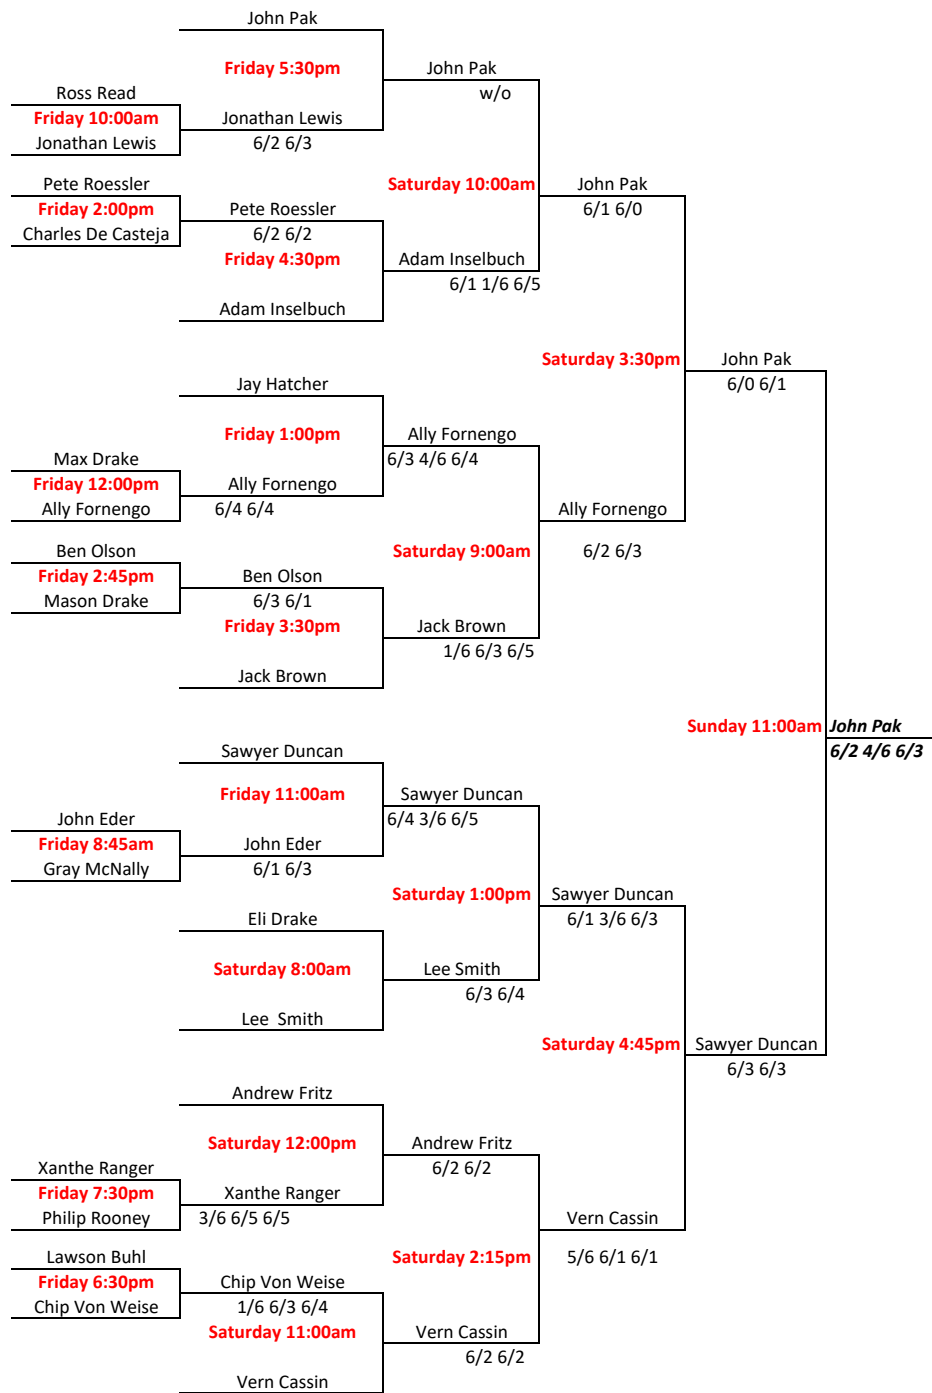 John Pak
Friday 5:30pm
John Pak
Ross Read
w/o
Friday 10:00am
Jonathan Lewis
Jonathan Lewis
6/2 6/3
Pete Roessler
Saturday 10:00am
John Pak
Friday 2:00pm
Pete Roessler
6/1 6/0
Charles De Casteja
6/2 6/2
Friday 4:30pm
Adam Inselbuch
6/1 1/6 6/5
Adam Inselbuch
Saturday 3:30pm
John Pak
Jay Hatcher
6/0 6/1
Friday 1:00pm
Ally Fornengo
Max Drake
6/3 4/6 6/4
Friday 12:00pm
Ally Fornengo
Ally Fornengo
6/4 6/4
Ally Fornengo
Ben Olson
Saturday 9:00am
6/2 6/3
Friday 2:45pm
Ben Olson
Mason Drake
6/3 6/1
Friday 3:30pm
Jack Brown
1/6 6/3 6/5
Jack Brown
Sunday 11:00am
John Pak
Sawyer Duncan
6/2 4/6 6/3
Friday 11:00am
Sawyer Duncan
John Eder
6/4 3/6 6/5
Friday 8:45am
John Eder
Gray McNally
6/1 6/3
Saturday 1:00pm
Sawyer Duncan
Eli Drake
6/1 3/6 6/3
Saturday 8:00am
Lee Smith
6/3 6/4
Lee  Smith
Saturday 4:45pm
Sawyer Duncan
6/3 6/3
Andrew Fritz
Saturday 12:00pm
Andrew Fritz
Xanthe Ranger
6/2 6/2
Friday 7:30pm
Xanthe Ranger
Philip Rooney
3/6 6/5 6/5
Vern Cassin
Lawson Buhl
Saturday 2:15pm
5/6 6/1 6/1
Friday 6:30pm
Chip Von Weise
Chip Von Weise
1/6 6/3 6/4
Saturday 11:00am
Vern Cassin
6/2 6/2
Vern Cassin